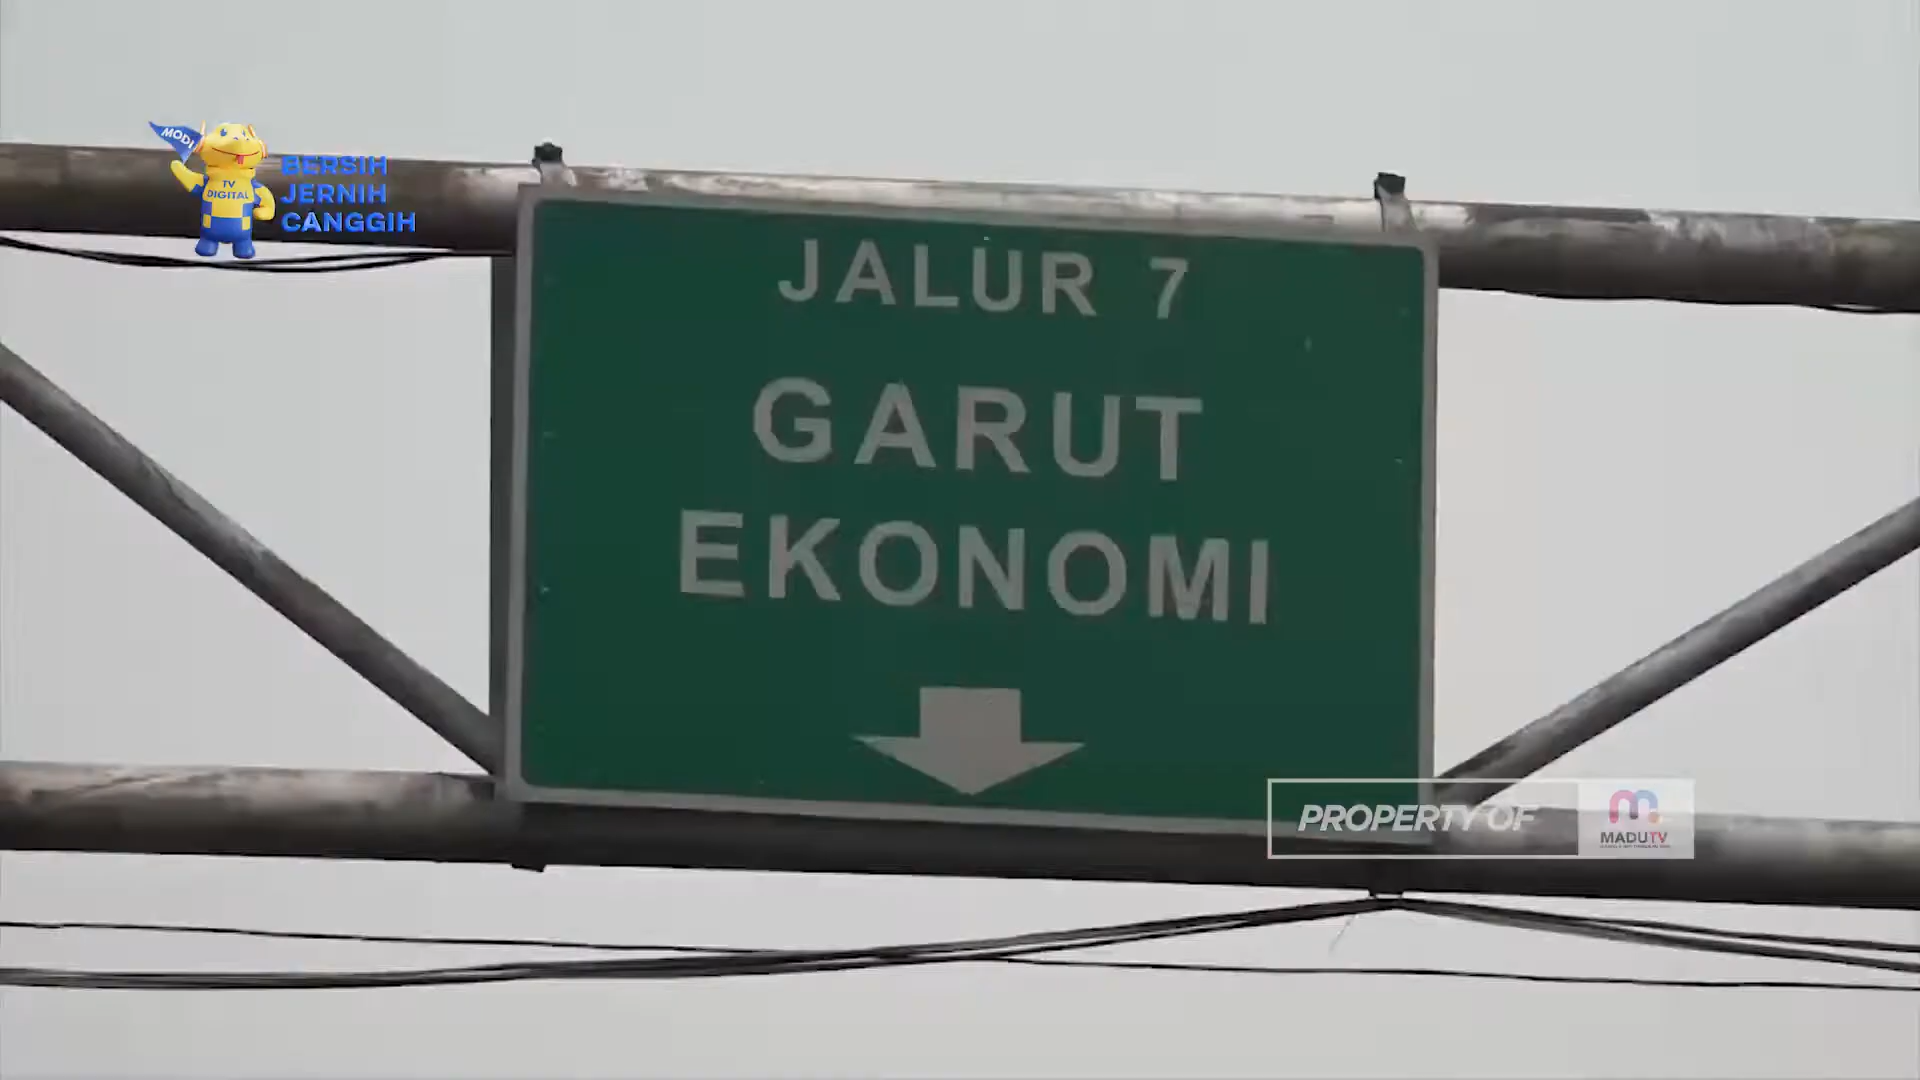 MODI
TV
DIGITAL
BERSIH
JERNIH
CANGGIH
JALUR 7
GARUT
EKONOMI
PROPERTY OF
MADUTV